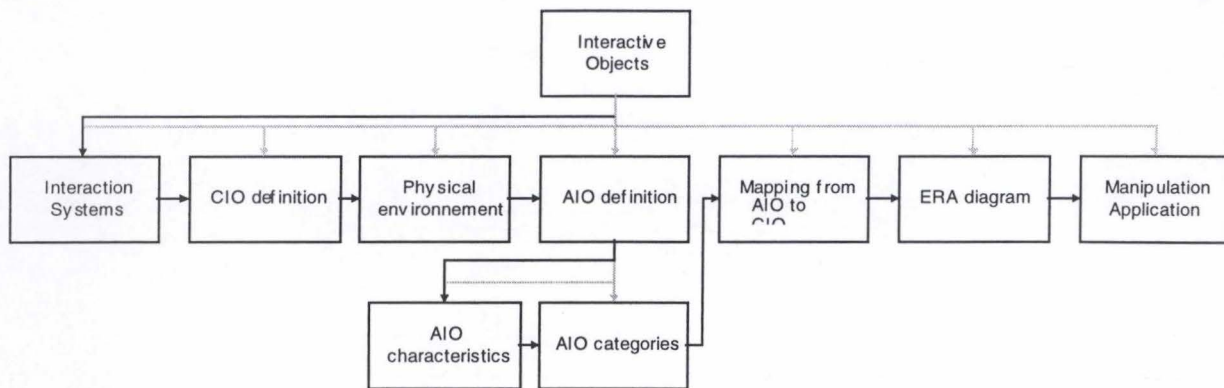 Interactive
Objects
Interaction
Systems
CIO definition
Physical
environnement
AIO definition
Mapping from
AIO to
CIO
ERA diagram
Manipulation
Application
AIO
characteristics
AIO categories